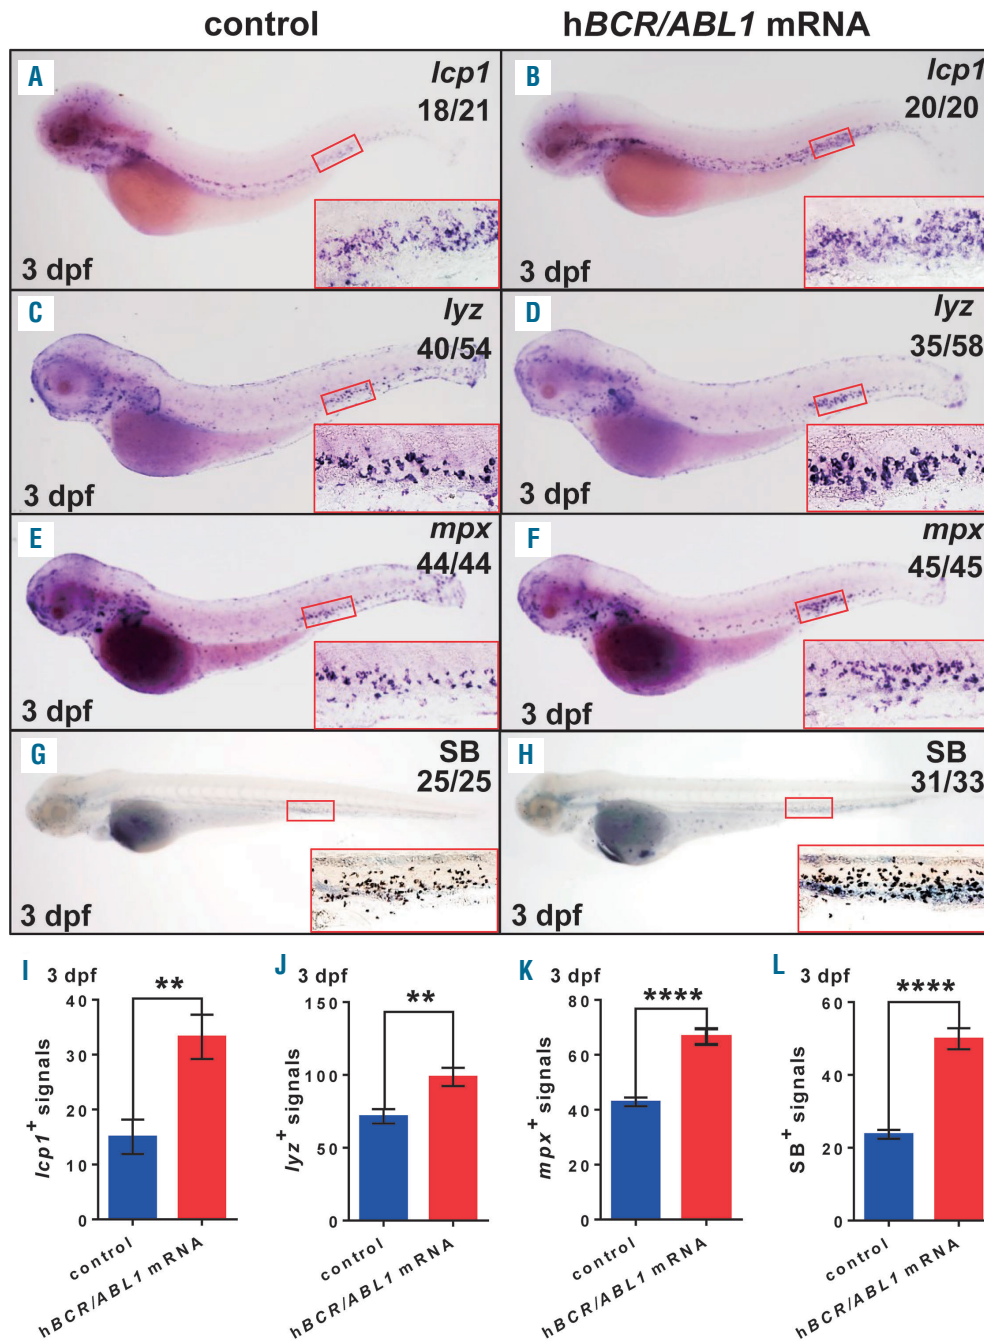 control
hBCR/ABL1 mRNA
A
lcp1
18/21
3 dpf
B
lcp1
20/20
C
lyz
40/54
3 dpf
D
lyz
35/58
3 dpf
E
mpx
44/44
3 dpf
F
mpx
45/45
3 dpf
G
SB
25/25
3 dpf
H
SB
31/33
3 dpf
I
3 dpf
**
40
30
20
10
0
lcp1+ signals
control
hBCR/ABL1 mRNA
J
3 dpf
**
150
100
50
0
lyz+ signals
control
hBCR/ABL1 mRNA
K
3 dpf
****
80
60
40
20
0
mpx+ signals
control
hBCR/ABL1 mRNA
L
3 dpf
****
60
40
20
0
SB+ signals
control
hBCR/ABL1 mRNA